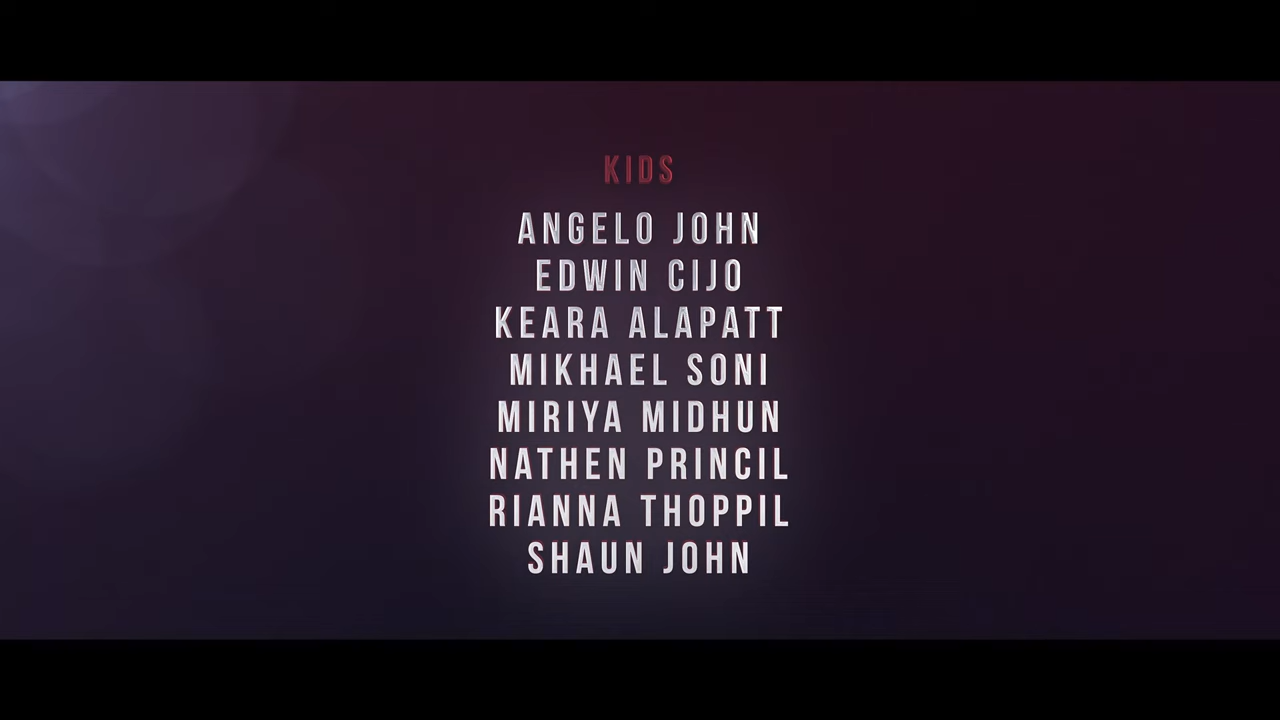 KIDS
ANGELO JOHN
EDWIN CIJO
KEARA ALAPATT
MIKHAEL SONI
MIRIYA MIDHUN
NATHEN PRINCIL
RIANNA THOPPIL
SHAUN JOHN